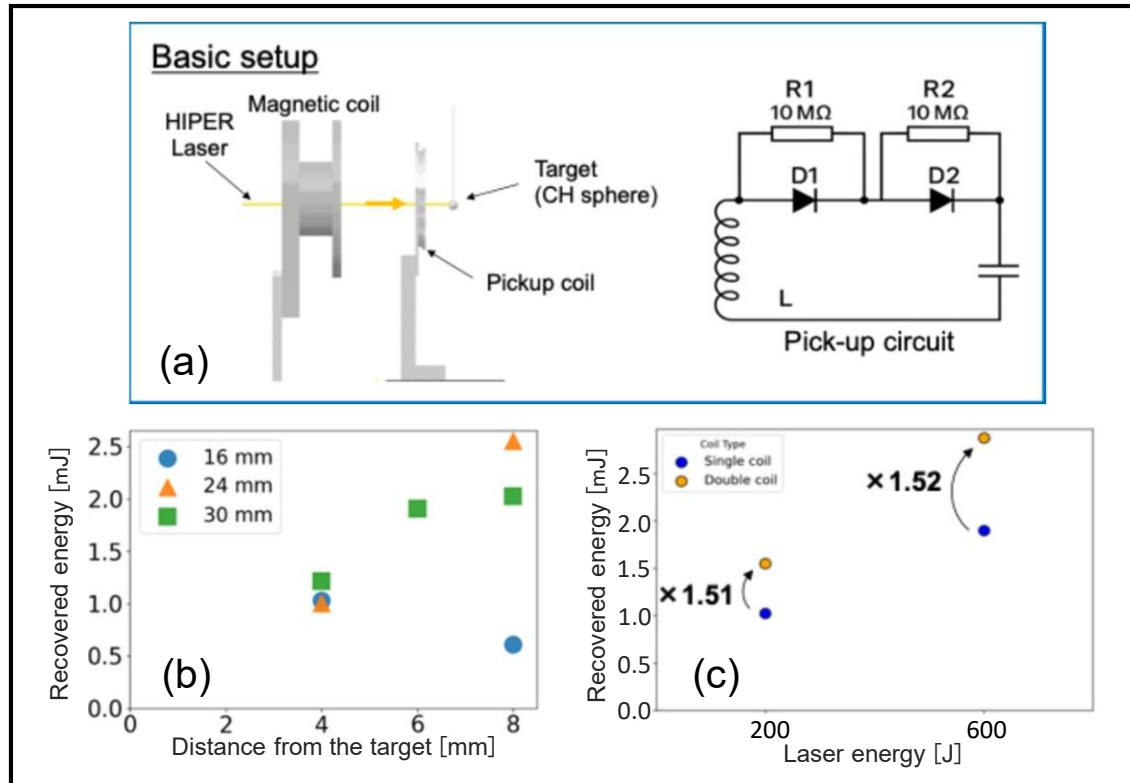 Basic setup
Magnetic coil
HIPER
Laser
Target
(CH sphere)
Pickup coil
R1
10 MΩ
R2
10 MΩ
D1
D2
L
Pick-up circuit
(a)
Recovered energy [mJ]
2.5
2.0
1.5
1.0
0.5
0.0
16 mm
24 mm
30 mm
(b)
0
2
4
6
8
Distance from the target [mm]
Recovered energy [mJ]
2.5
2.0
1.5
1.0
0.5
0.0
Coil Type
Single coil
Double coil
×1.52
×1.51
(c)
200
600
Laser energy [J]